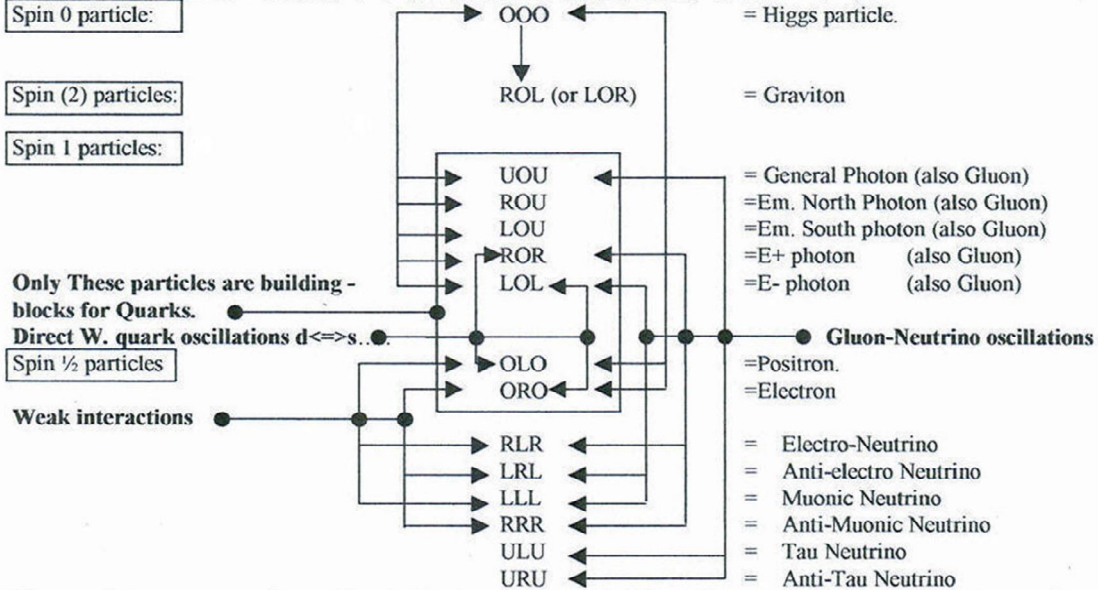 Spin 0 particle: OOO = Higgs particle.
Spin (2) particles: ROL (or LOR) = Graviton
Spin 1 particles:
UOU = General Photon (also Gluon)
ROU =Em. North Photon (also Gluon)
LOU =Em. South photon (also Gluon)
ROR =E+ photon (also Gluon)
Only These particles are building - LOL =E- photon (also Gluon)
blocks for Quarks.
Direct W. quark oscillations d<=>s... Gluon-Neutrino oscillations
Spin ½ particles OLO =Positron.
ORO =Electron
Weak interactions
RLR = Electro-Neutrino
LRL = Anti-electro Neutrino
LLL = Muonic Neutrino
RRR = Anti-Muonic Neutrino
ULU = Tau Neutrino
URU = Anti-Tau Neutrino